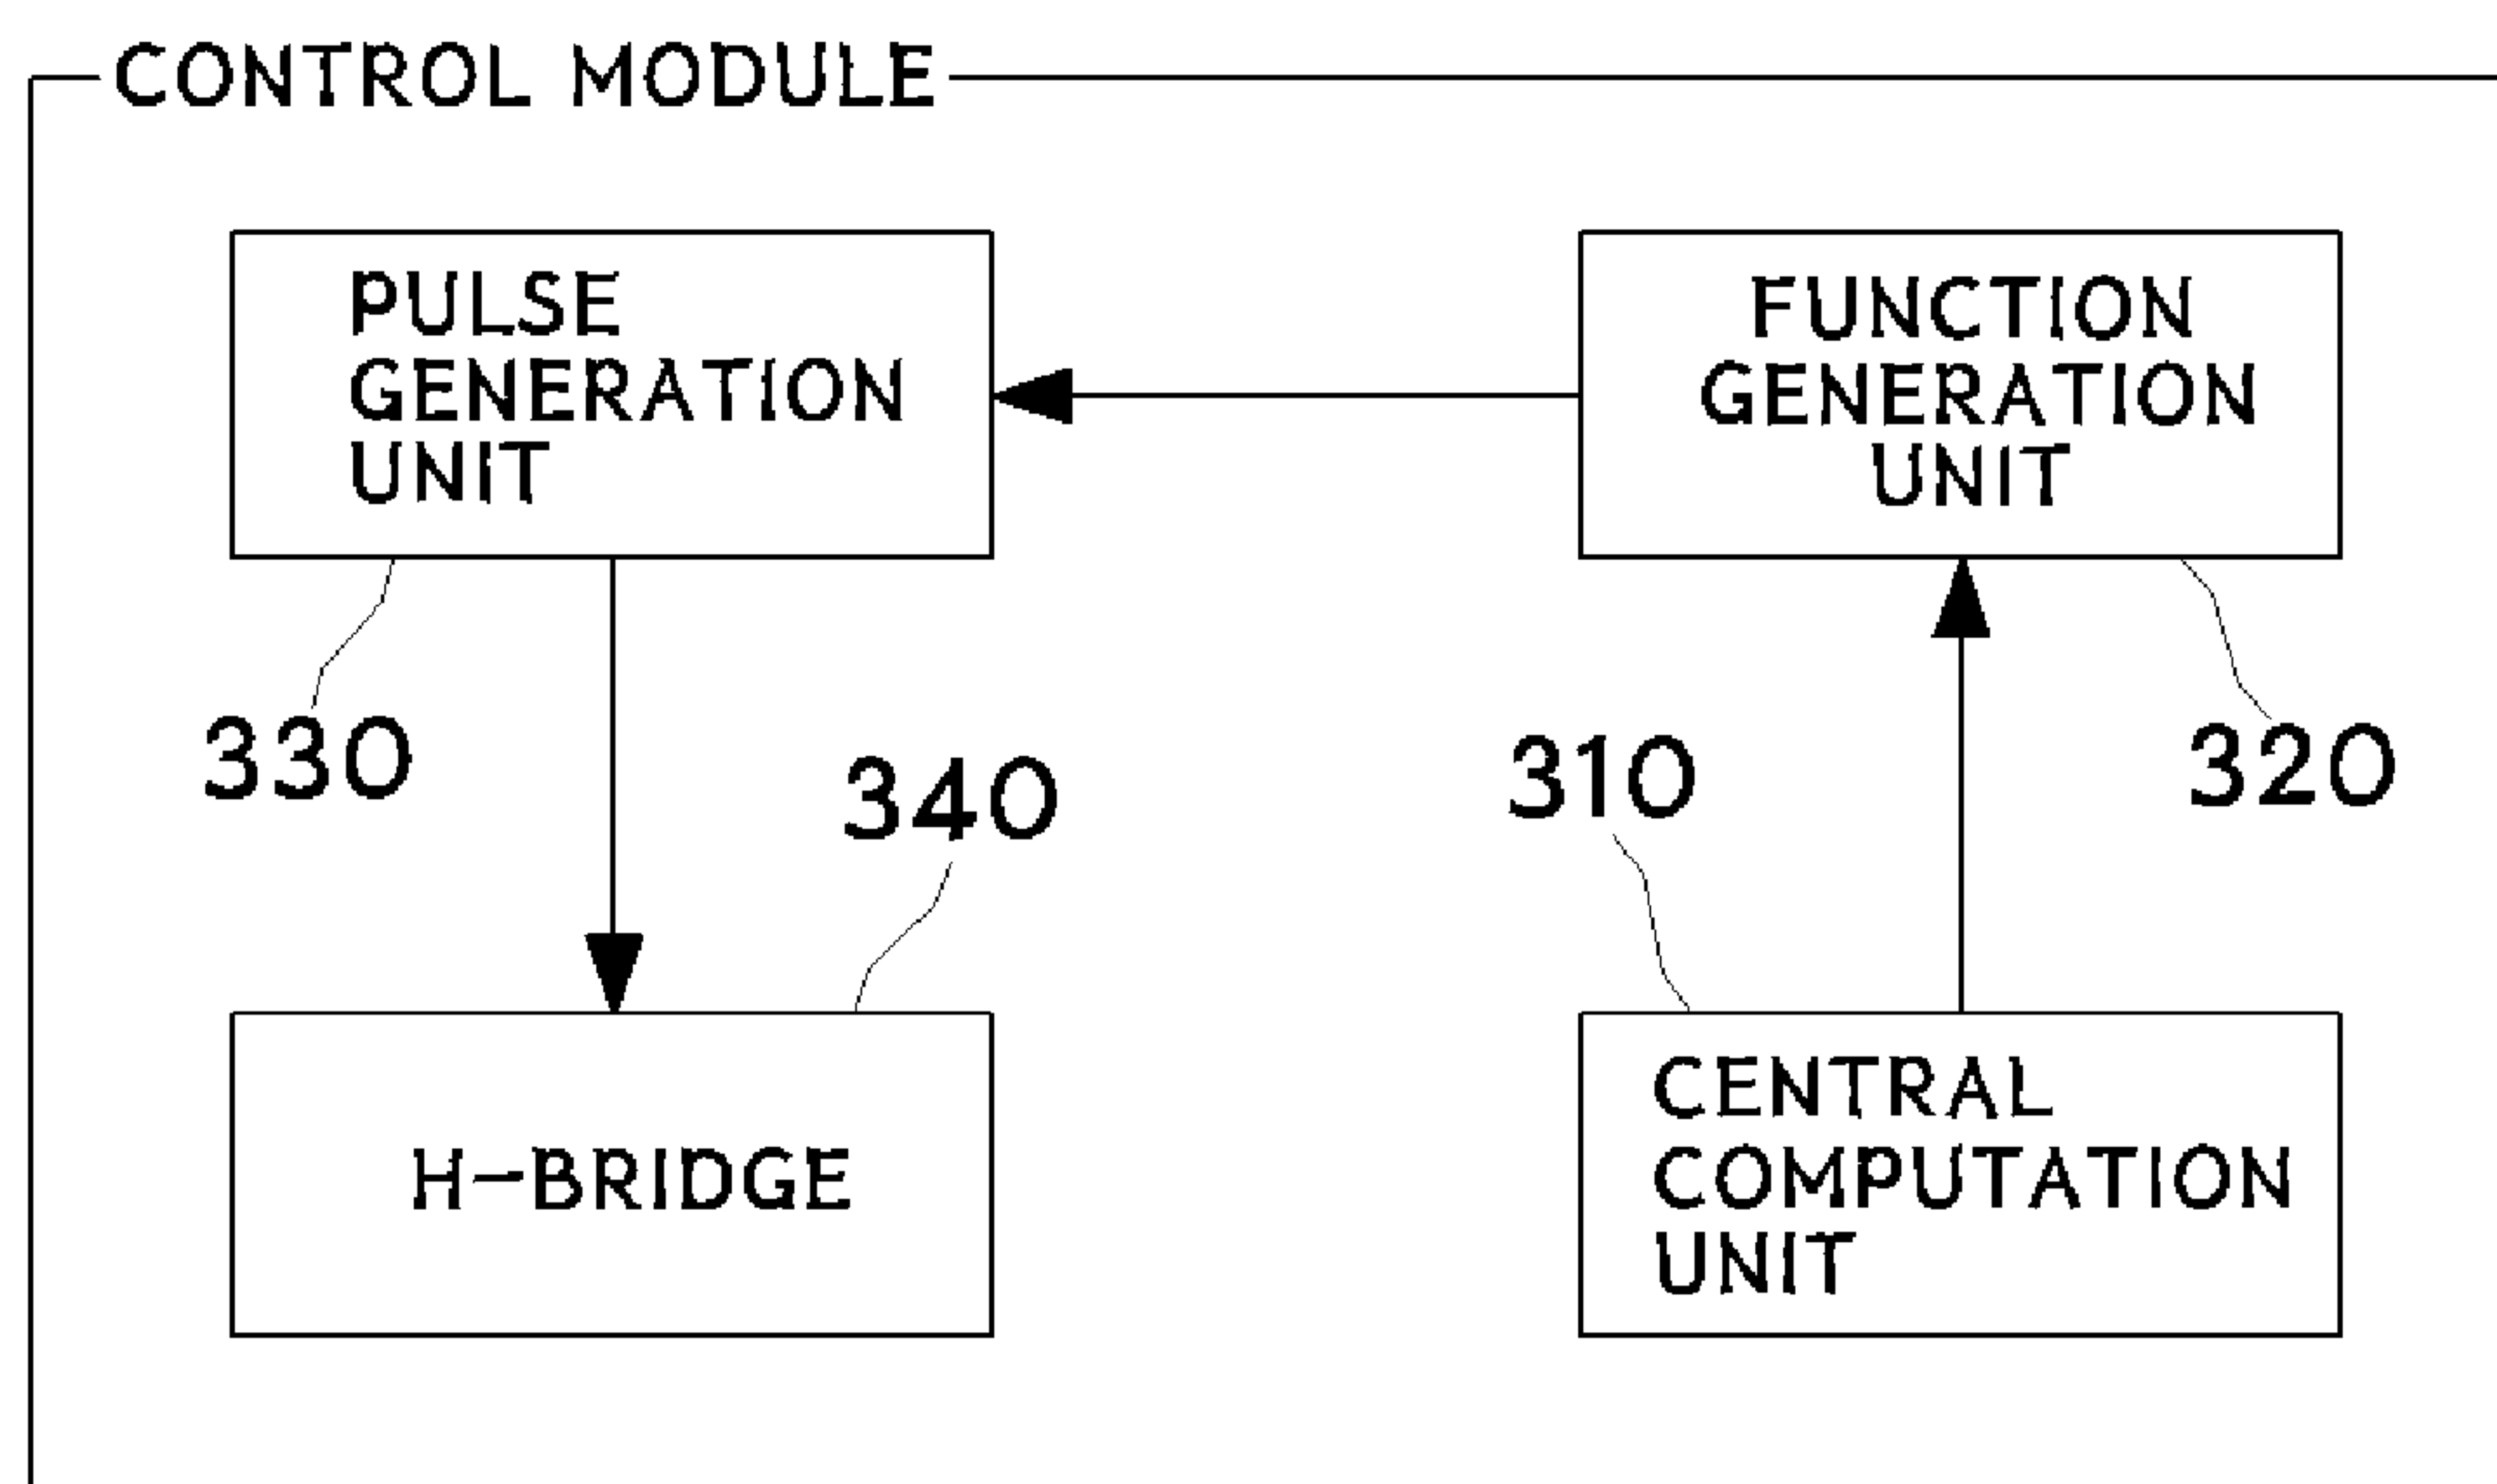 CONTROL MODULE
PULSE
GENERATION
UNIT
FUNCTION
GENERATION
UNIT
330
340
310
320
H-BRIDGE
CENTRAL
COMPUTATION
UNIT